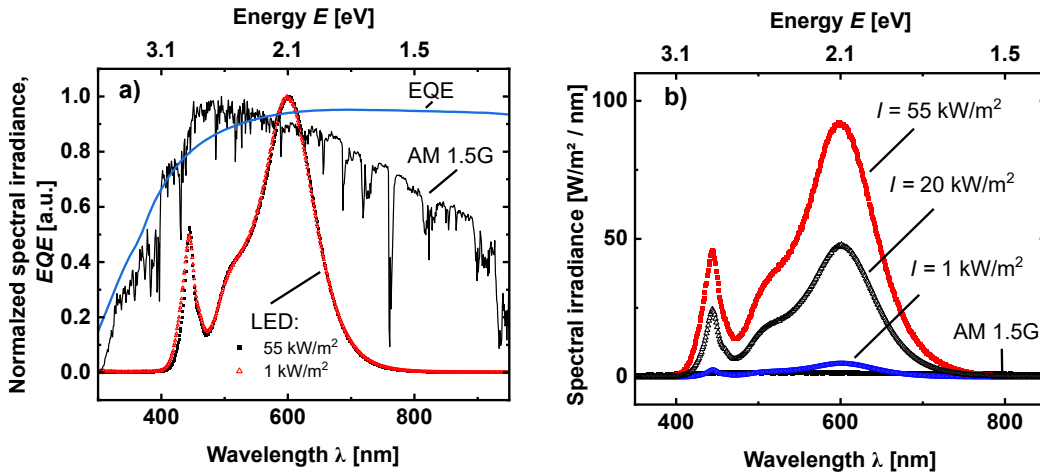 Energy E [eV]
3.1 2.1 1.5
Normalized spectral irradiance,
EQE [a.u.]
1.0
0.8
0.6
0.4
0.2
0.0
a)
EQE
AM 1.5G
LED:
55 kW/m²
1 kW/m²
400 600 800
Wavelength λ [nm]
Energy E [eV]
3.1 2.1 1.5
Spectral irradiance [W/m² / nm]
100
50
0
b)
I = 55 kW/m²
I = 20 kW/m²
I = 1 kW/m²
AM 1.5G
400 600 800
Wavelength λ [nm]